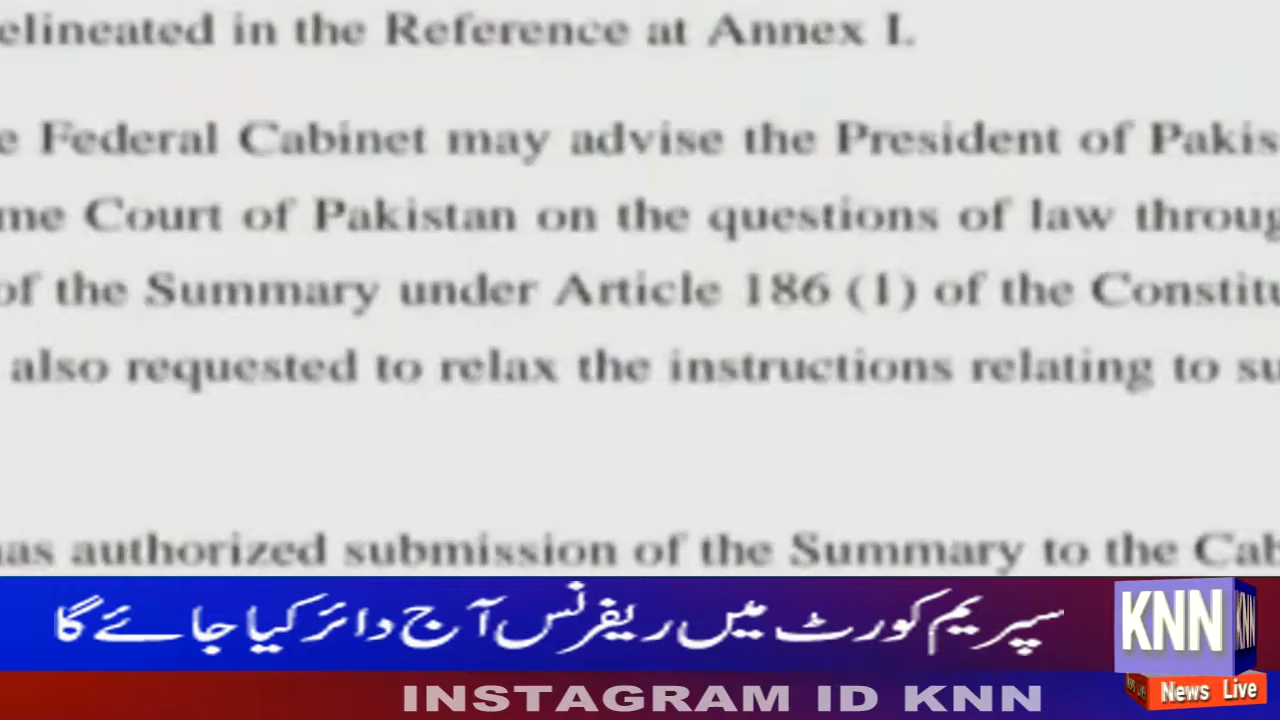 elineated in the Reference at Annex I.
e Federal Cabinet may advise the President of Pakis
me Court of Pakistan on the questions of law throug
of the Summary under Article 186 (1) of the Constitu
also requested to relax the instructions relating to su
has authorized submission of the Summary to the Cab
سپریم کورٹ میں ریفرنس آج دائر کیا جائے گا
KNN KNN
News Live
INSTAGRAM ID KNN